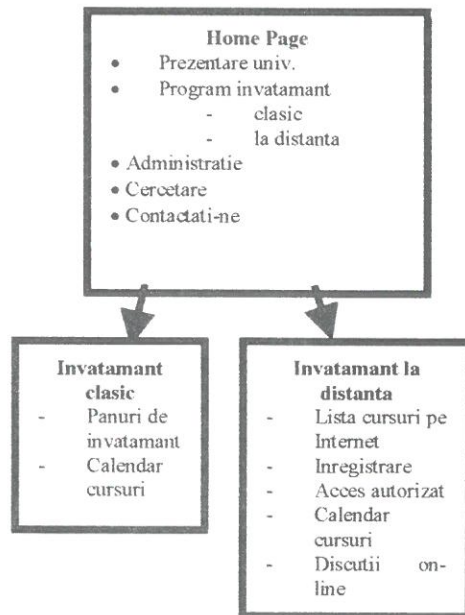 Home Page
• Prezentare univ.
• Program invatamant
- clasic
- la distanta
• Administratie
• Cercetare
• Contactati-ne
Invatamant
clasic
- Panuri de
invatamant
- Calendar
cursuri
Invatamant la
distanta
- Lista cursuri pe
Internet
- Inregistrare
- Acces autorizat
- Calendar
cursuri
- Discutii on-
line